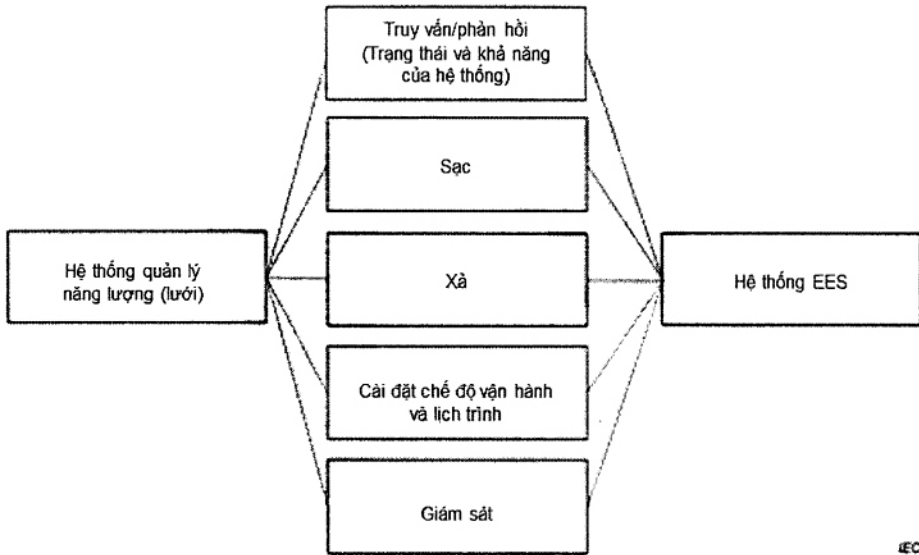 Truy vấn/phản hồi
(Trạng thái và khả năng
của hệ thống)
Sạc
Hệ thống quản lý
năng lượng (lưới)
Xả
Hệ thống EES
Cài đặt chế độ vận hành
và lịch trình
Giám sát
IEC